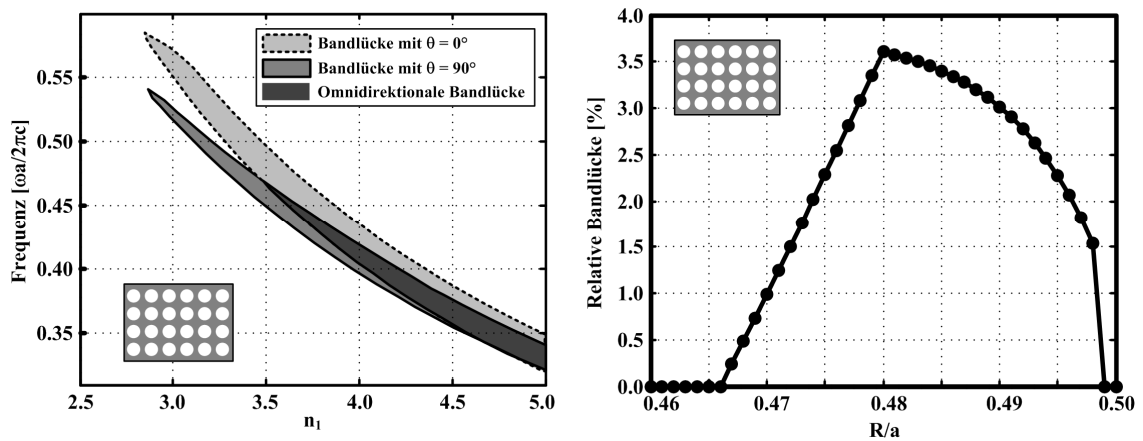 Frequenz [ωa/2πc]
0.55
0.50
0.45
0.40
0.35
Bandlücke mit θ = 0°
Bandlücke mit θ = 90°
Omnidirektionale Bandlücke
2.5 3.0 3.5 4.0 4.5 5.0
n₁
Relative Bandlücke [%]
4.0
3.5
3.0
2.5
2.0
1.5
1.0
0.5
0.0
0.46 0.47 0.48 0.49 0.50
R/a